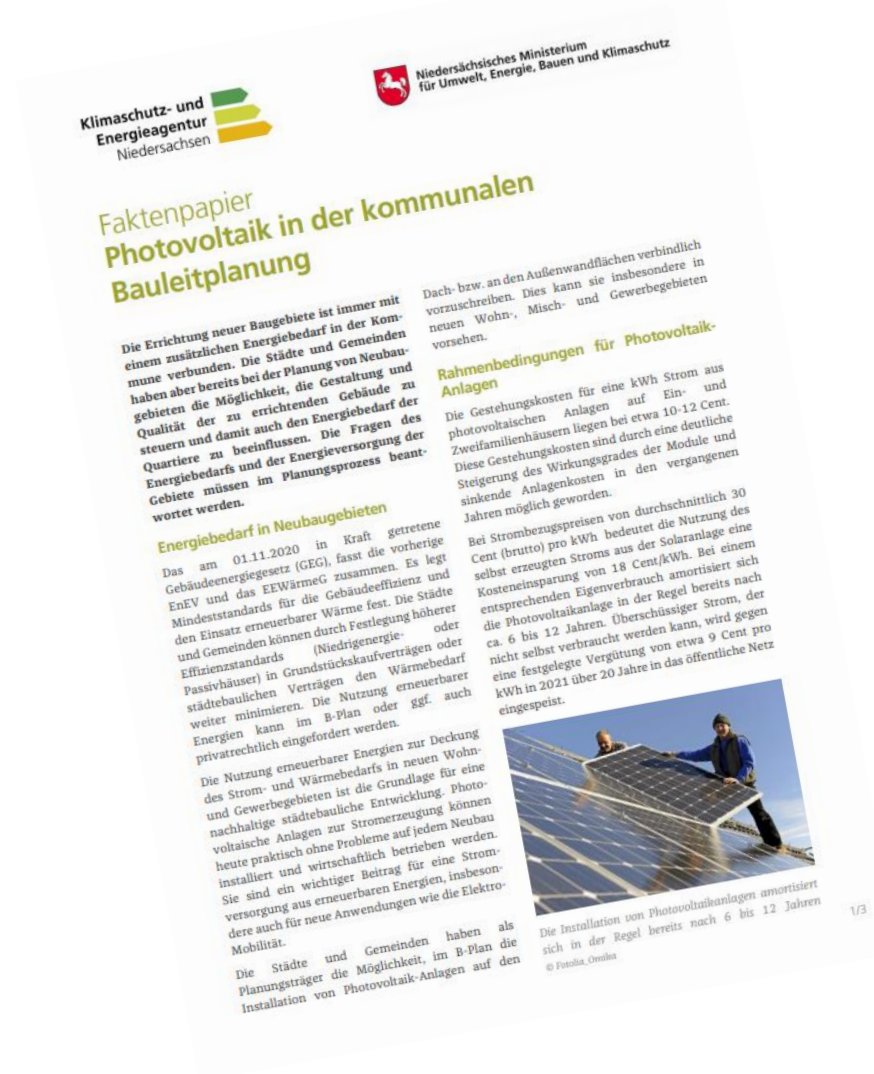 Klimaschutz- und
Energieagentur
Niedersachsen
Niedersächsisches Ministerium
für Umwelt, Energie, Bauen und Klimaschutz
Faktenpapier
Photovoltaik in der kommunalen
Bauleitplanung
Die Errichtung neuer Baugebiete ist immer mit
einem zusätzlichen Energiebedarf in der Kom-
mune verbunden. Die Städte und Gemeinden
haben aber bereits bei der Planung von Neubau-
gebieten die Möglichkeit, die Gestaltung und
Qualität der zu errichtenden Gebäude zu
steuern und damit auch den Energiebedarf der
Quartiere zu beeinflussen. Die Fragen des
Energiebedarfs und der Energieversorgung der
Gebiete müssen im Planungsprozess beant-
wortet werden.
Energiebedarf in Neubaugebieten
Das am 01.11.2020 in Kraft getretene
Gebäudeenergiegesetz (GEG), fasst die vorherige
EnEV und das EEWärmeG zusammen. Es legt
Mindeststandards für die Gebäudeeffizienz und
den Einsatz erneuerbarer Wärme fest. Die Städte
und Gemeinden können durch Festlegung höherer
Effizienzstandards (Niedrigenergie- oder
Passivhäuser) in Grundstückskaufverträgen oder
städtebaulichen Verträgen den Wärmebedarf
weiter minimieren. Die Nutzung erneuerbarer
Energien kann im B-Plan oder ggf. auch
privatrechtlich eingefordert werden.
Die Nutzung erneuerbarer Energien zur Deckung
des Strom- und Wärmebedarfs in neuen Wohn-
und Gewerbegebieten ist die Grundlage für eine
nachhaltige städtebauliche Entwicklung. Photo-
voltaische Anlagen zur Stromerzeugung können
heute praktisch ohne Probleme auf jedem Neubau
installiert und wirtschaftlich betrieben werden.
Sie sind ein wichtiger Beitrag für eine Strom-
versorgung aus erneuerbaren Energien, insbeson-
dere auch für neue Anwendungen wie die Elektro-
Mobilität.
Die Städte und Gemeinden haben als
Planungsträger die Möglichkeit, im B-Plan die
Installation von Photovoltaik-Anlagen auf den
Dach- bzw. an den Außenwandflächen verbindlich
vorzuschreiben. Dies kann sie insbesondere in
neuen Wohn-, Misch- und Gewerbegebieten
vorsehen.
Rahmenbedingungen für Photovoltaik-
Anlagen
Die Gestehungskosten für eine kWh Strom aus
photovoltaischen Anlagen auf Ein- und
Zweifamilienhäusern liegen bei etwa 10-12 Cent.
Diese Gestehungskosten sind durch eine deutliche
Steigerung des Wirkungsgrades der Module und
sinkende Anlagenkosten in den vergangenen
Jahren möglich geworden.
Bei Strombezugspreisen von durchschnittlich 30
Cent (brutto) pro kWh bedeutet die Nutzung des
selbst erzeugten Stroms aus der Solaranlage eine
Kosteneinsparung von 18 Cent/kWh. Bei einem
entsprechenden Eigenverbrauch amortisiert sich
die Photovoltaikanlage in der Regel bereits nach
ca. 6 bis 12 Jahren. Überschüssiger Strom, der
nicht selbst verbraucht werden kann, wird gegen
eine festgelegte Vergütung von etwa 9 Cent pro
kWh in 2021 über 20 Jahre in das öffentliche Netz
eingespeist.
Die Installation von Photovoltaikanlagen amortisiert
sich in der Regel bereits nach 6 bis 12 Jahren
© Fotolia_Omika
1/3